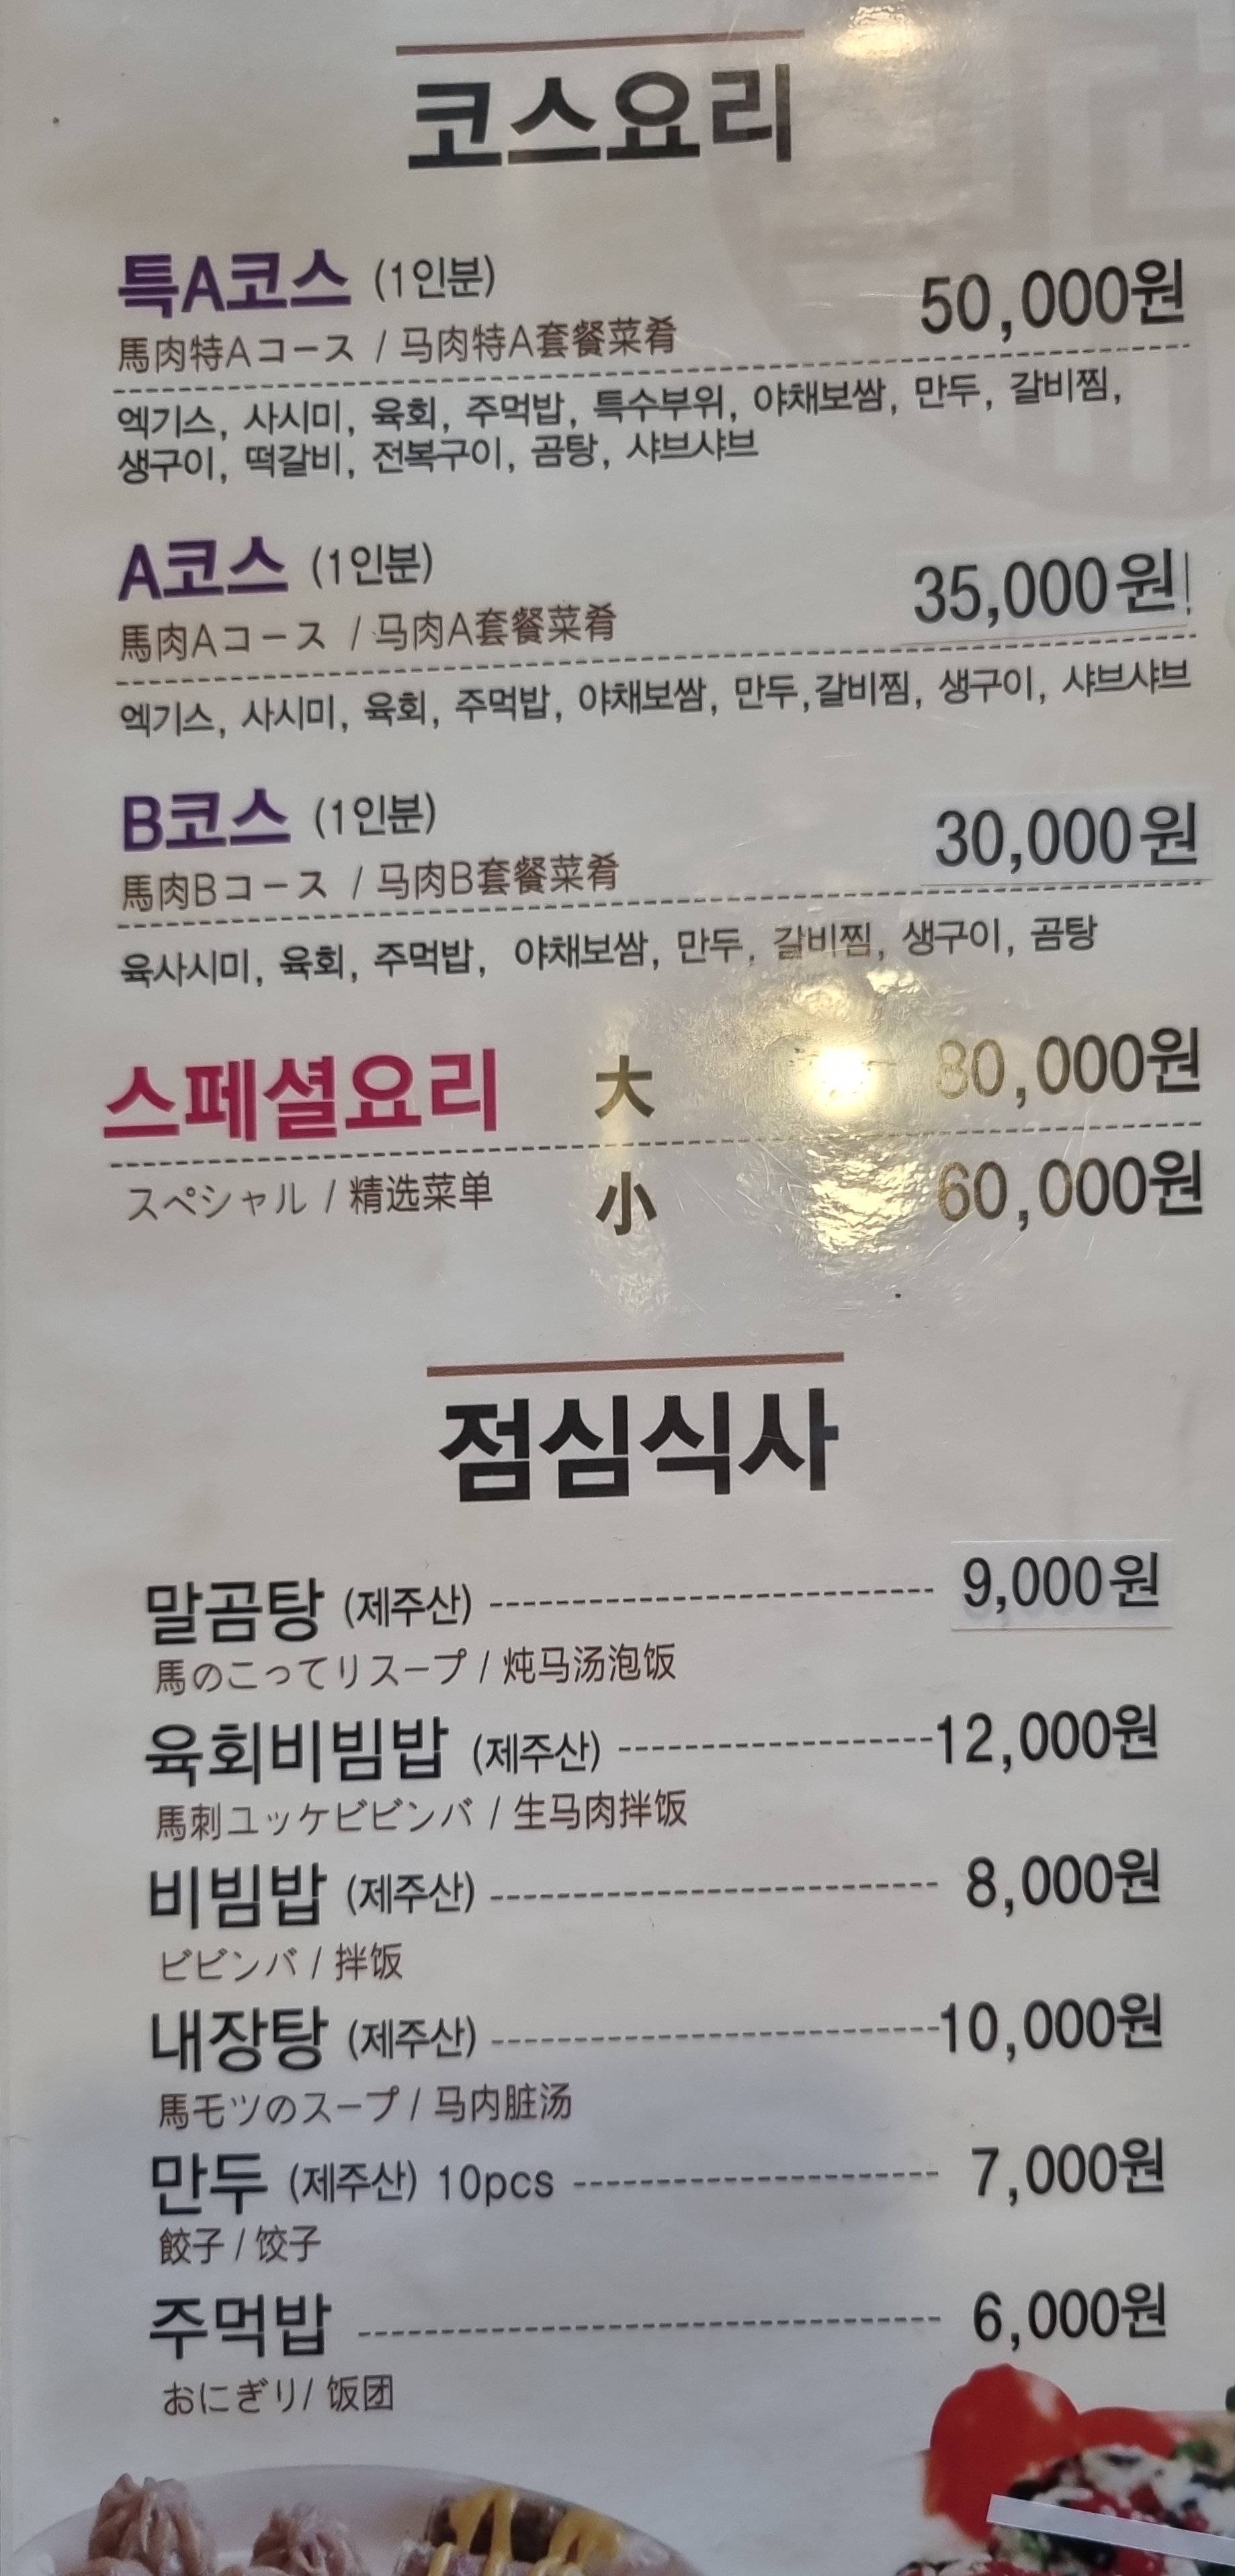 코스요리
특A코스 (1인분) 50,000원
馬肉特Aコース / 马肉特A套餐菜肴
엑기스, 사시미, 육회, 주먹밥, 특수부위, 야채보쌈, 만두, 갈비찜,
생구이, 떡갈비, 전복구이, 곰탕, 샤브샤브
A코스 (1인분) 35,000원
馬肉Aコース / 马肉A套餐菜肴
엑기스, 사시미, 육회, 주먹밥, 야채보쌈, 만두,갈비찜, 생구이, 샤브샤브
B코스 (1인분) 30,000원
馬肉Bコース / 马肉B套餐菜肴
육사시미, 육회, 주먹밥, 야채보쌈, 만두, 갈비찜, 생구이, 곰탕
스페셜요리 大 80,000원
スペシャル / 精选菜单 小 60,000원
점심식사
말곰탕 (제주산) 9,000원
馬のこってりスープ / 炖马汤泡饭
육회비빔밥 (제주산) 12,000원
馬刺ユッケビビンバ / 生马肉拌饭
비빔밥 (제주산) 8,000원
ビビンバ / 拌饭
내장탕 (제주산) 10,000원
馬モツのスープ / 马内脏汤
만두 (제주산) 10pcs 7,000원
餃子 / 饺子
주먹밥 6,000원
おにぎり/ 饭团